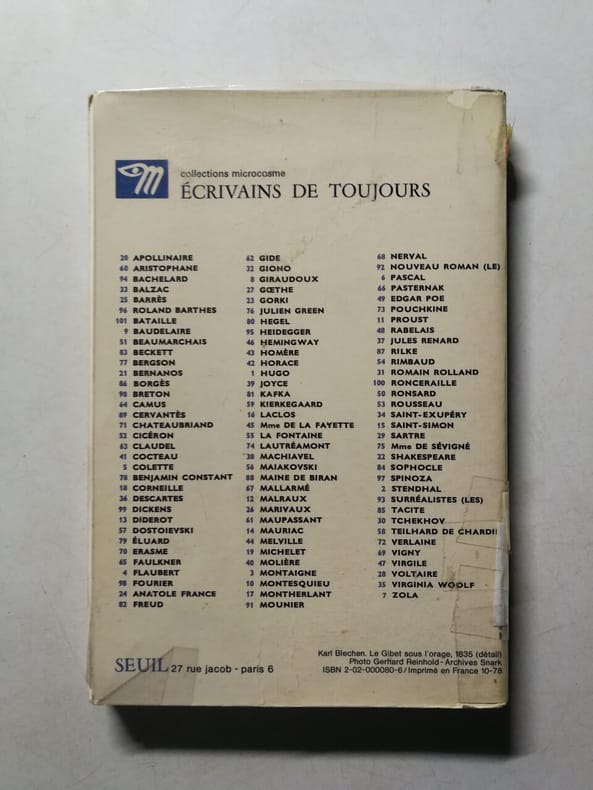 collections microcosme
ÉCRIVAINS DE TOUJOURS
20 APOLLINAIRE
60 ARISTOPHANE
94 BACHELARD
33 BALZAC
25 BARRÈS
96 ROLAND BARTHES
101 BATAILLE
9 BAUDELAIRE
51 BEAUMARCHAIS
83 BECKETT
77 BERGSON
21 BERNANOS
86 BORGÈS
90 BRETON
64 CAMUS
89 CERVANTÈS
71 CHATEAUBRIAND
52 CICÉRON
63 CLAUDEL
41 COCTEAU
5 COLETTE
78 BENJAMIN CONSTANT
18 CORNEILLE
36 DESCARTES
99 DICKENS
13 DIDEROT
57 DOSTOIEVSKI
79 ÉLUARD
70 ERASME
65 FAULKNER
4 FLAUBERT
98 FOURIER
24 ANATOLE FRANCE
82 FREUD
62 GIDE
32 GIONO
8 GIRAUDOUX
27 GŒTHE
23 GORKI
76 JULIEN GREEN
80 HEGEL
95 HEIDEGGER
46 HEMINGWAY
43 HOMÈRE
42 HORACE
1 HUGO
39 JOYCE
81 KAFKA
59 KIERKEGAARD
16 LACLOS
45 Mme DE LA FAYETTE
55 LA FONTAINE
74 LAUTRÉAMONT
38 MACHIAVEL
56 MAIAKOVSKI
88 MAINE DE BIRAN
67 MALLARMÉ
12 MALRAUX
26 MARIVAUX
61 MAUPASSANT
14 MAURIAC
44 MELVILLE
19 MICHELET
40 MOLIÈRE
3 MONTAIGNE
10 MONTESQUIEU
17 MONTHERLANT
91 MOUNIER
68 NERVAL
92 NOUVEAU ROMAN (LE)
6 PASCAL
66 PASTERNAK
49 EDGAR POE
73 POUCHKINE
11 PROUST
48 RABELAIS
37 JULES RENARD
87 RILKE
54 RIMBAUD
31 ROMAIN ROLLAND
100 RONCERAILLE
50 RONSARD
53 ROUSSEAU
34 SAINT-EXUPÉRY
15 SAINT-SIMON
29 SARTRE
75 Mme DE SÉVIGNÉ
22 SHAKESPEARE
84 SOPHOCLE
97 SPINOZA
2 STENDHAL
93 SURRÉALISTES (LES)
85 TACITE
30 TCHEKHOV
58 TEILHARD DE CHARDIN
72 VERLAINE
69 VIGNY
47 VIRGILE
28 VOLTAIRE
35 VIRGINIA WOOLF
7 ZOLA
Karl Blechen. Le Gibet sous l'orage, 1835 (détail)
Photo Gerhard Reinhold - Archives Snark
SEUIL 27 rue jacob - paris 6
ISBN 2-02-000080-6 / Imprimé en France 10-78